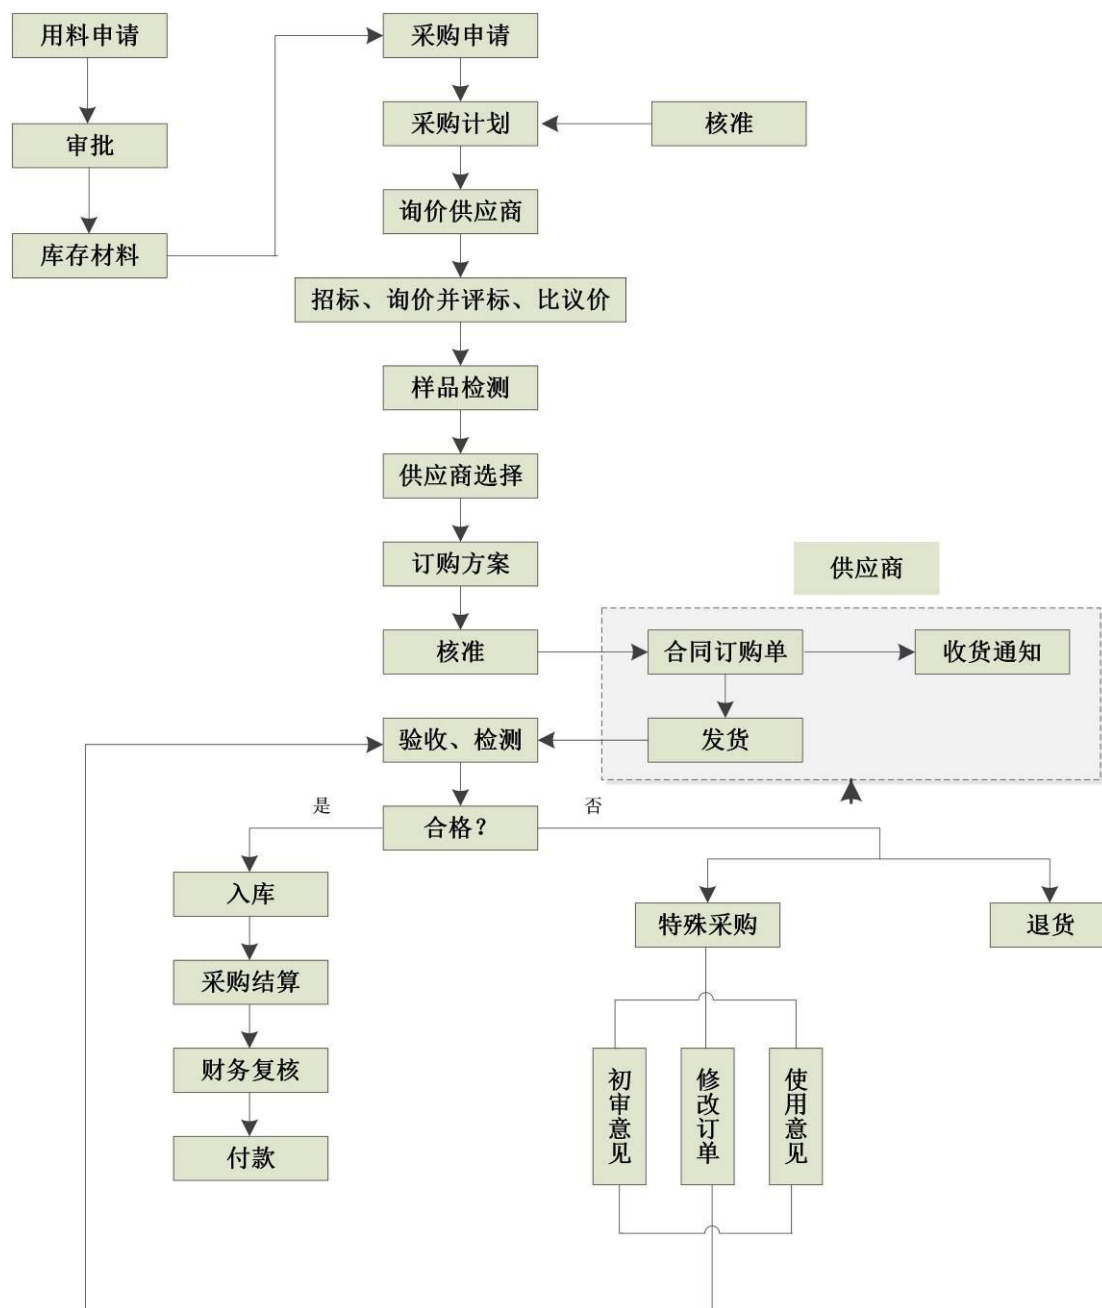 用料申请
审批
库存材料
采购申请
采购计划
核准
询价供应商
招标、询价并评标、比议价
样品检测
供应商选择
订购方案
核准
供应商
合同订购单
收货通知
发货
验收、检测
合格？
是
否
入库
采购结算
财务复核
付款
特殊采购
退货
初审意见
修改订单
使用意见